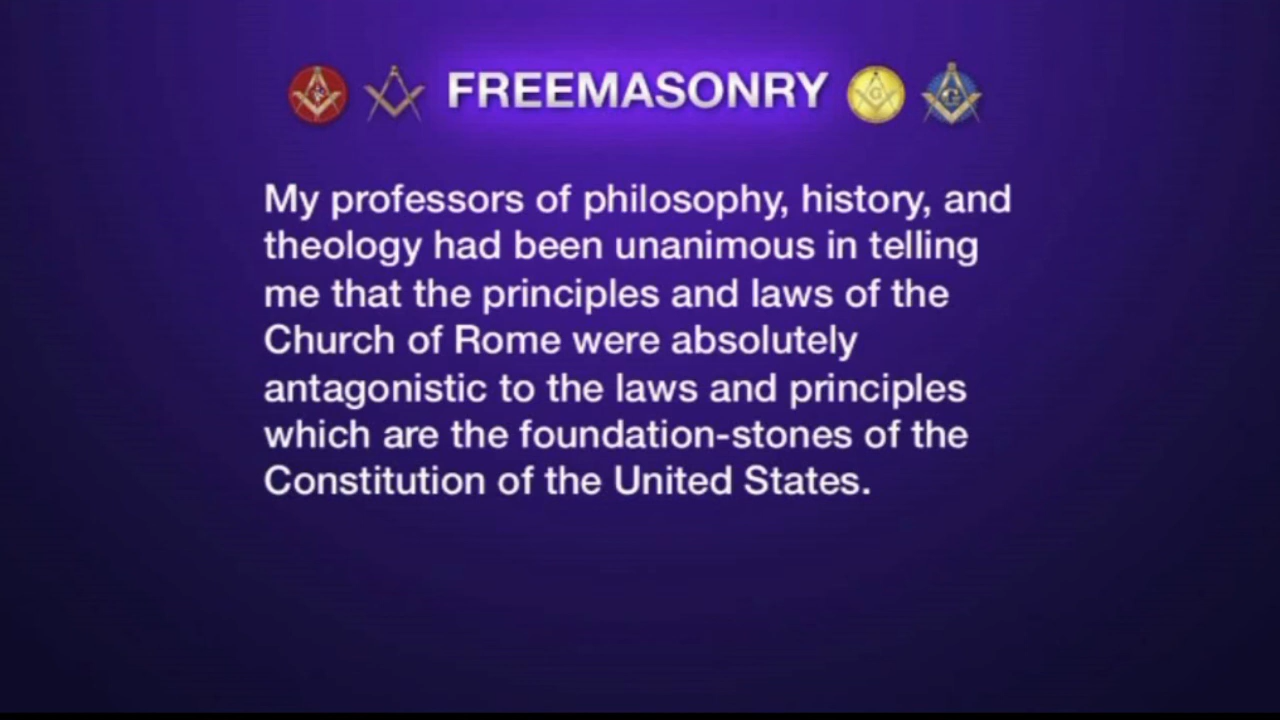 FREEMASONRY
My professors of philosophy, history, and
theology had been unanimous in telling
me that the principles and laws of the
Church of Rome were absolutely
antagonistic to the laws and principles
which are the foundation-stones of the
Constitution of the United States.